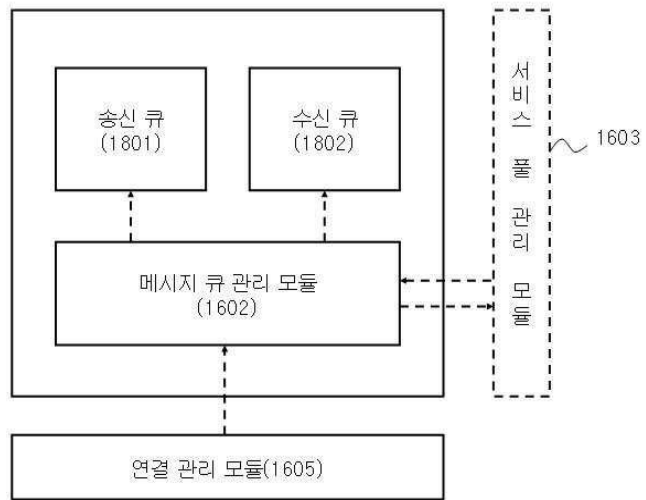 송신 큐
(1801)
수신 큐
(1802)
메시지 큐 관리 모듈
(1602)
서비스 풀 관리 모듈
1603
연결 관리 모듈(1605)